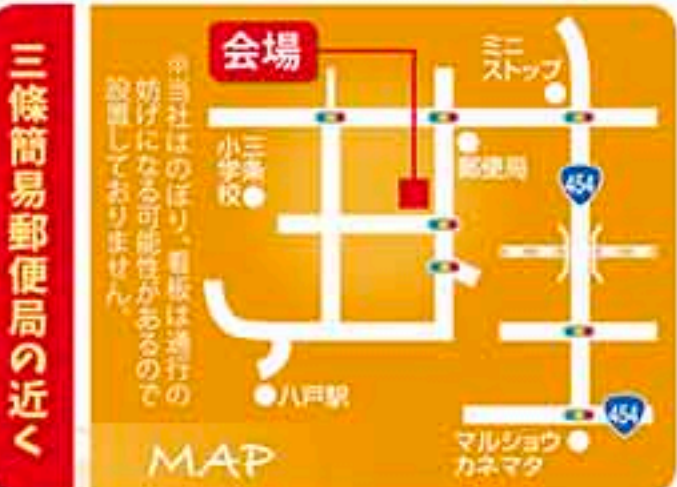 三條簡易郵便局の近く
※当社はのぼり、看板は通行の
妨げになる可能性があるので
設置しておりません。
会場
ミニ
ストップ
三条
小学校
郵便局
454
八戸駅
454
マルショウ
カネマタ
MAP